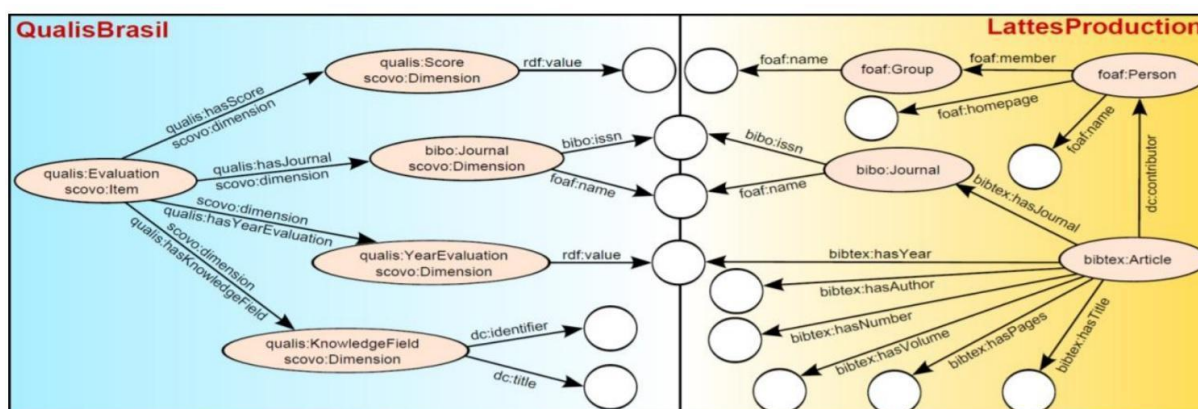 QualisBrasil
LattesProduction
qualis:Score
scovo:Dimension
rdf:value
qualis:hasScore
scovo:dimension
qualis:Evaluation
scovo:Item
qualis:hasJournal
scovo:dimension
bibo:Journal
scovo:Dimension
bibo:issn
foaf:name
scovo:dimension
qualis:hasYearEvaluation
qualis:YearEvaluation
scovo:Dimension
rdf:value
scovo:dimension
qualis:hasKnowledgeField
qualis:KnowledgeField
scovo:Dimension
dc:identifier
dc:title
foaf:name
foaf:Group
foaf:member
foaf:Person
foaf:homepage
foaf:name
bibo:issn
foaf:name
bibo:Journal
bibtex:hasJournal
dc:contributor
bibtex:Article
bibtex:hasYear
bibtex:hasAuthor
bibtex:hasNumber
bibtex:hasVolume
bibtex:hasPages
bibtex:hasTitle